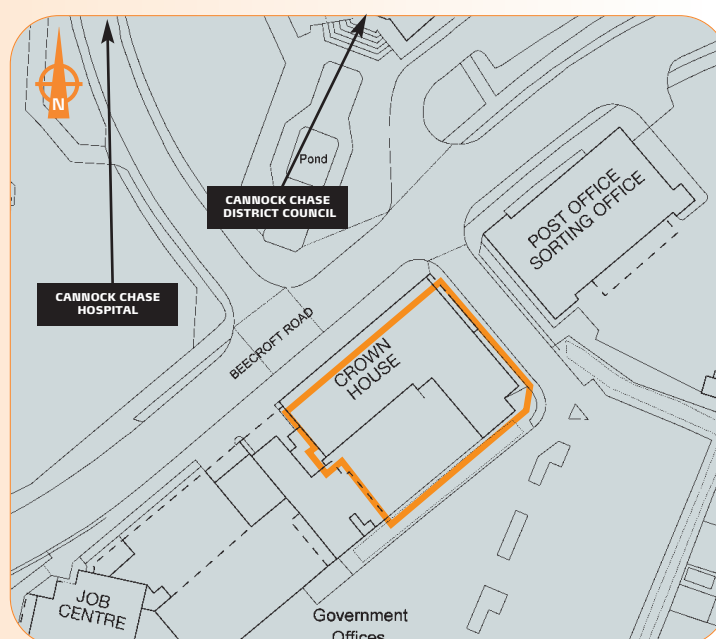 N
Pond
CANNOCK CHASE
DISTRICT COUNCIL
POST OFFICE
SORTING OFFICE
CANNOCK CHASE
HOSPITAL
BEECROFT ROAD
CROWN
HOUSE
JOB
CENTRE
Government
Offices